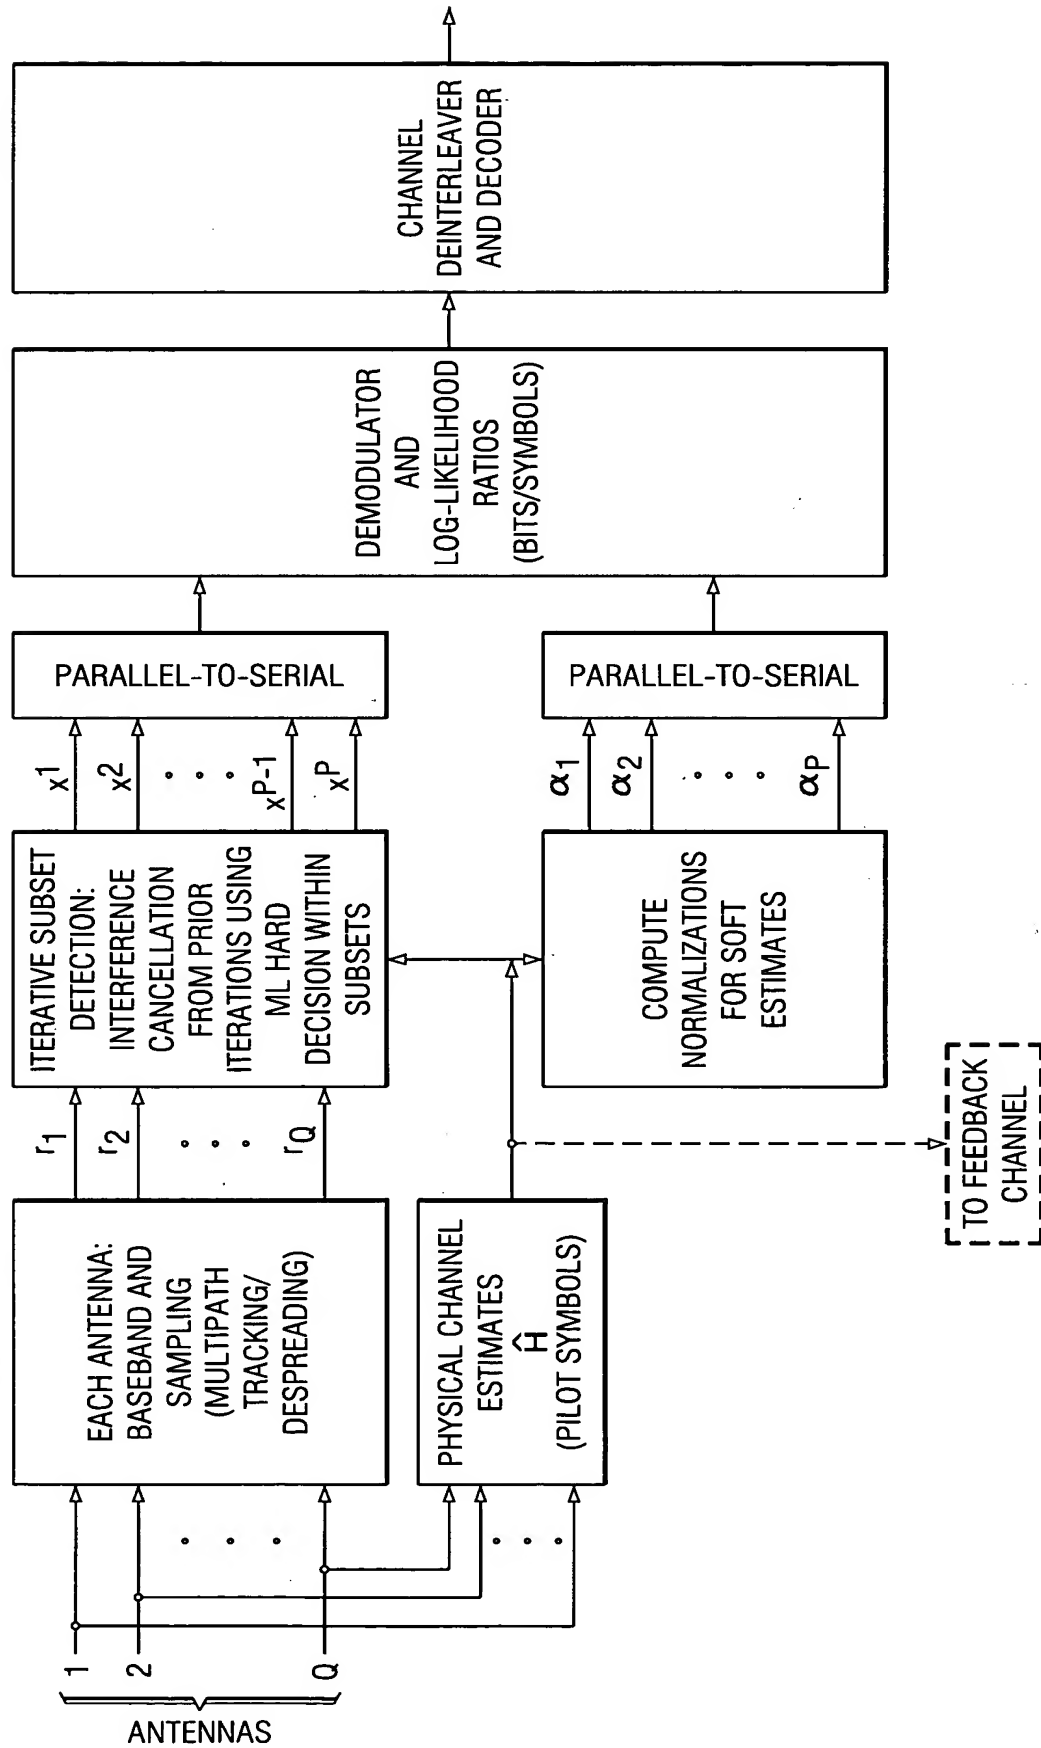 ANTENNAS
1
2
Q
EACH ANTENNA:
BASEBAND AND
SAMPLING
(MULTIPATH
TRACKING/
DESPREADING)
PHYSICAL CHANNEL
ESTIMATES
Ĥ
(PILOT SYMBOLS)
r1
r2
rQ
TO FEEDBACK
CHANNEL
ITERATIVE SUBSET
DETECTION:
INTERFERENCE
CANCELLATION
FROM PRIOR
ITERATIONS USING
ML HARD
DECISION WITHIN
SUBSETS
COMPUTE
NORMALIZATIONS
FOR SOFT
ESTIMATES
x1
x2
xP-1
xP
α1
α2
αP
PARALLEL-TO-SERIAL
PARALLEL-TO-SERIAL
DEMODULATOR
AND
LOG-LIKELIHOOD
RATIOS
(BITS/SYMBOLS)
CHANNEL
DEINTERLEAVER
AND DECODER